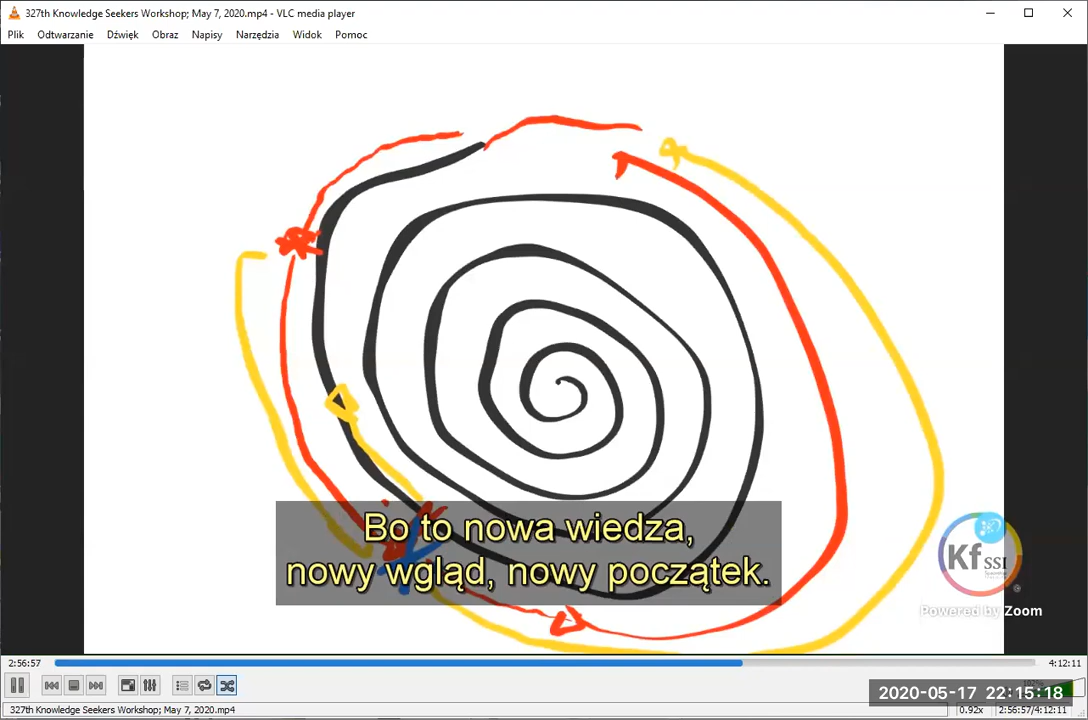 327th Knowledge Seekers Workshop; May 7, 2020.mp4 - VLC media player
Plik Odtwarzanie Dźwięk Obraz Napisy Narzędzia Widok Pomoc
Bo to nowa wiedza,
nowy wgląd, nowy początek.
Kf SSI
Powered by Zoom
2:56:57
4:12:11
102%
2020-05-17 22:15:18
327th Knowledge Seekers Workshop; May 7, 2020.mp4
0.92x
2:56:57/4:12:11